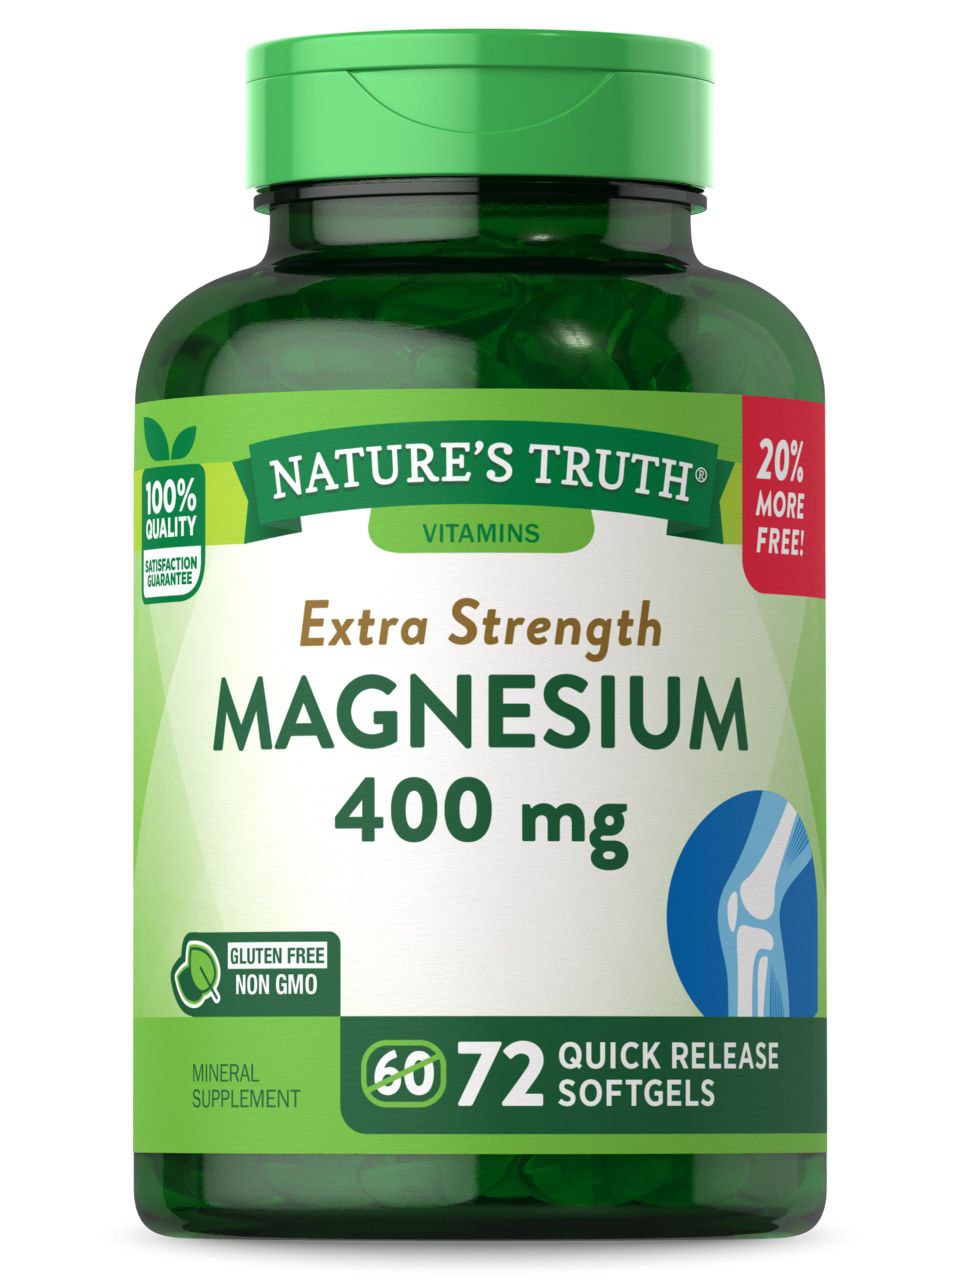 NATURE'S TRUTH®
VITAMINS
100%
QUALITY
SATISFACTION
GUARANTEE
20%
MORE
FREE!
Extra Strength
MAGNESIUM
400 mg
GLUTEN FREE
NON GMO
MINERAL
SUPPLEMENT
60 72 QUICK RELEASE
SOFTGELS